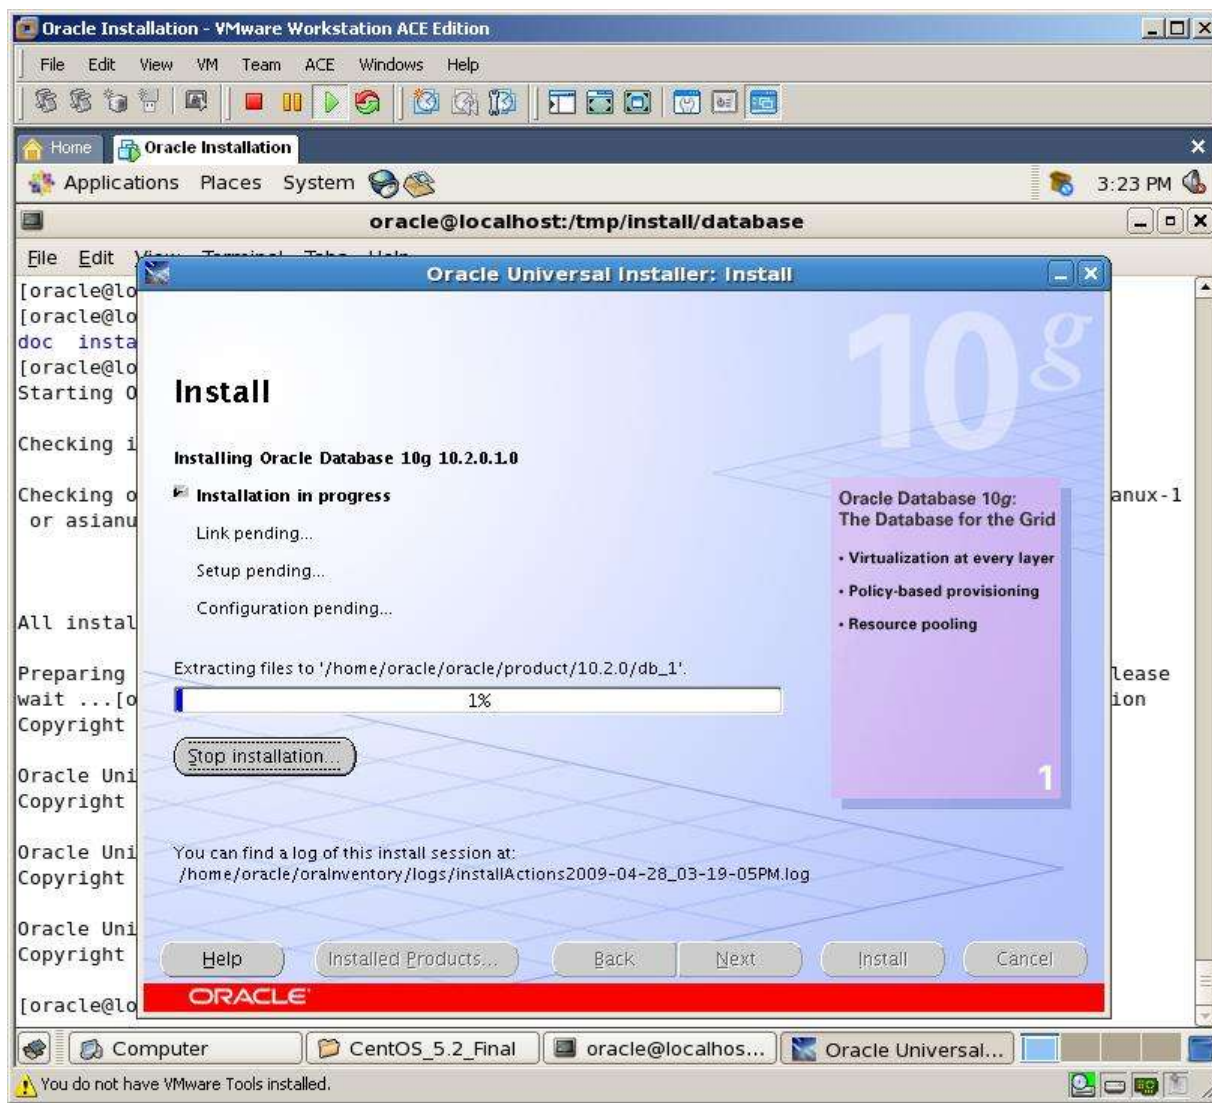 Oracle Installation - VMware Workstation ACE Edition
File Edit View VM Team ACE Windows Help
Home Oracle Installation
Applications Places System 3:23 PM
oracle@localhost:/tmp/install/database
File Edit
Oracle Universal Installer: Install
[oracle@lo
[oracle@lo
doc insta
[oracle@lo
Starting O
Checking i
Checking o
or asianu
anux-1
All instal
Preparing
lease
wait ...[o
ion
Copyright
Oracle Uni
Copyright
Oracle Uni
Copyright
Oracle Uni
Copyright
[oracle@lo
10g
Install
Installing Oracle Database 10g 10.2.0.1.0
Installation in progress
Link pending...
Setup pending...
Configuration pending...
Oracle Database 10g:
The Database for the Grid
• Virtualization at every layer
• Policy-based provisioning
• Resource pooling
1
Extracting files to '/home/oracle/oracle/product/10.2.0/db_1'.
1%
Stop installation...
You can find a log of this install session at:
/home/oracle/oraInventory/logs/installActions2009-04-28_03-19-05PM.log
Help Installed Products... Back Next Install Cancel
ORACLE
Computer CentOS_5.2_Final oracle@localhos... Oracle Universal...
You do not have VMware Tools installed.